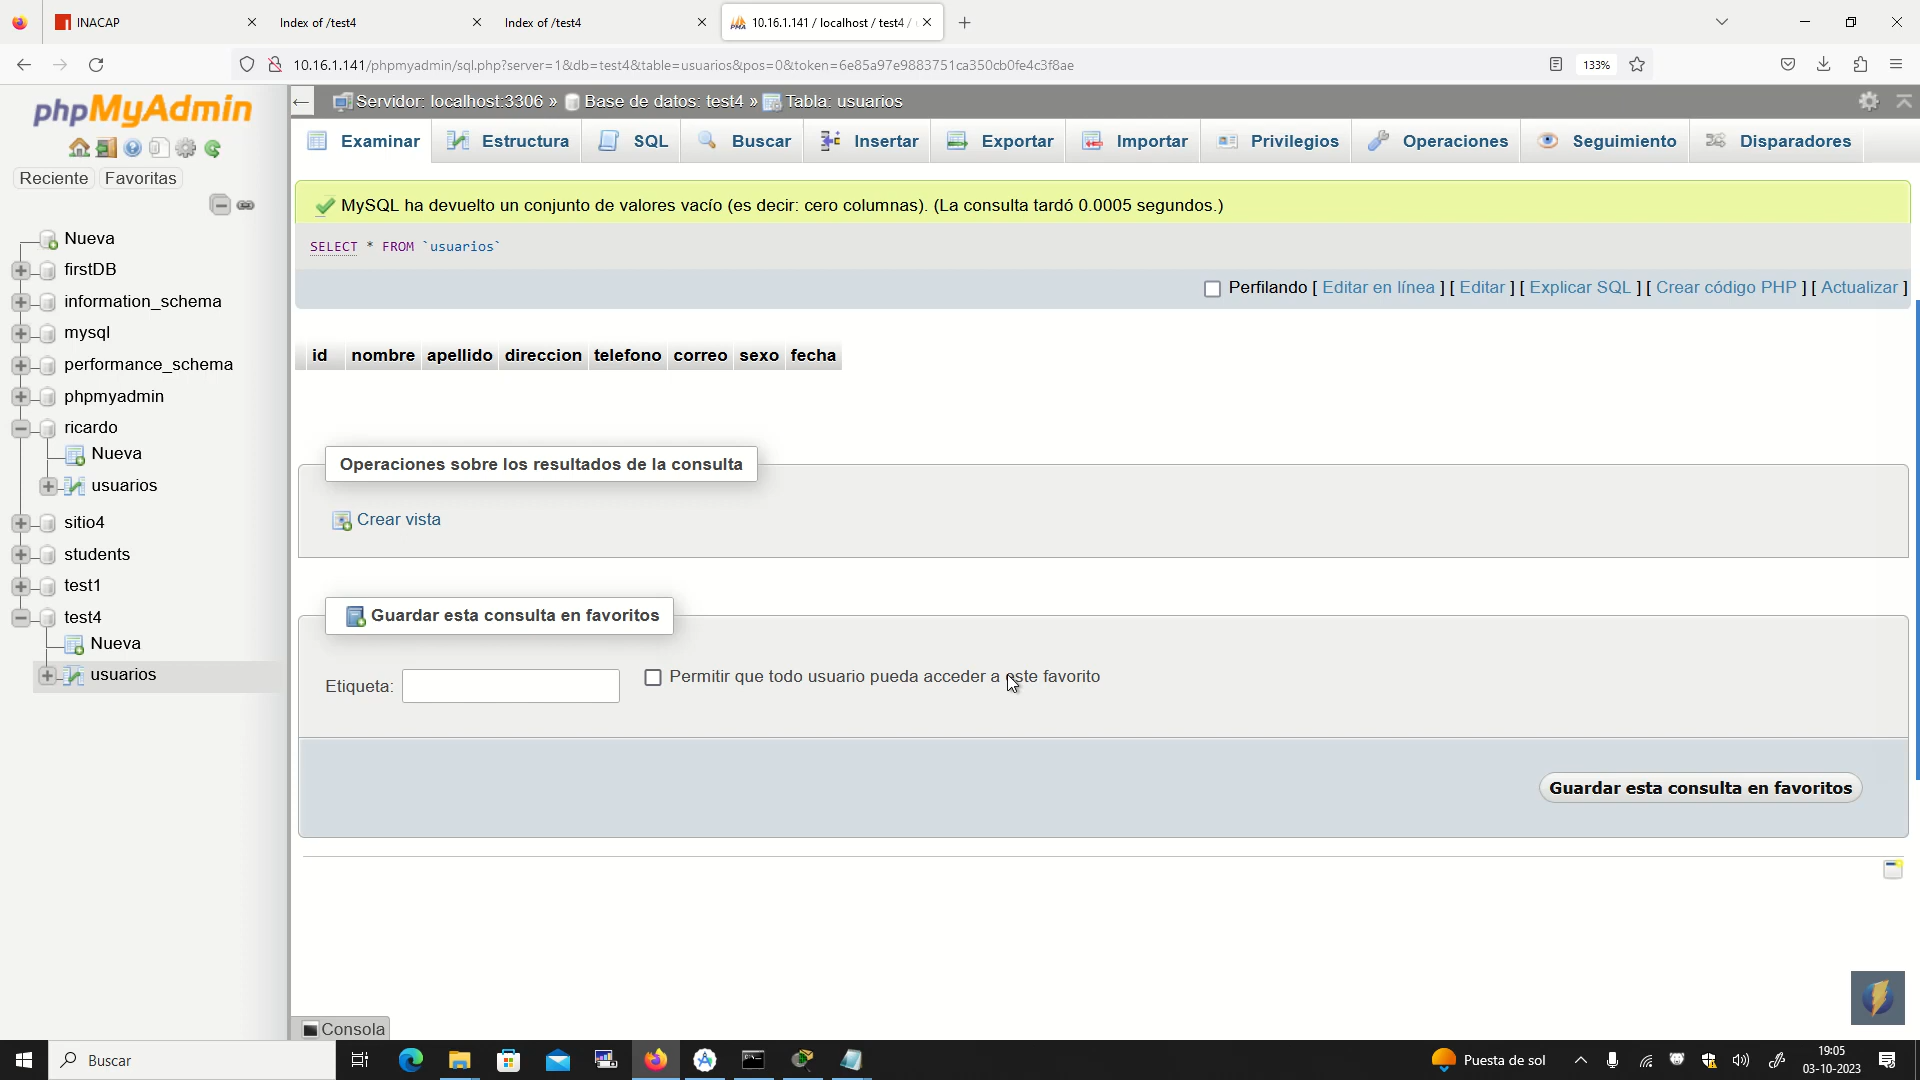 INACAP
Index of /test4
Index of /test4
10.16.1.141 / localhost / test4 /
10.16.1.141/phpmyadmin/sql.php?server=1&db=test4&table=usuarios&pos=0&token=6e85a97e9883751ca350cb0fe4c3f8ae
133%
phpMyAdmin
Servidor: localhost:3306 » Base de datos: test4 » Tabla: usuarios
Examinar Estructura SQL Buscar Insertar Exportar Importar Privilegios Operaciones Seguimiento Disparadores
Reciente Favoritas
Nueva
firstDB
information_schema
mysql
performance_schema
phpmyadmin
ricardo
Nueva
usuarios
sitio4
students
test1
test4
Nueva
usuarios
MySQL ha devuelto un conjunto de valores vacío (es decir: cero columnas). (La consulta tardó 0.0005 segundos.)
SELECT * FROM `usuarios`
Perfilando [ Editar en línea ] [ Editar ] [ Explicar SQL ] [ Crear código PHP ] [ Actualizar ]
id nombre apellido direccion telefono correo sexo fecha
Operaciones sobre los resultados de la consulta
Crear vista
Guardar esta consulta en favoritos
Etiqueta: Permitir que todo usuario pueda acceder a este favorito
Guardar esta consulta en favoritos
Consola
Buscar
Puesta de sol
19:05
03-10-2023